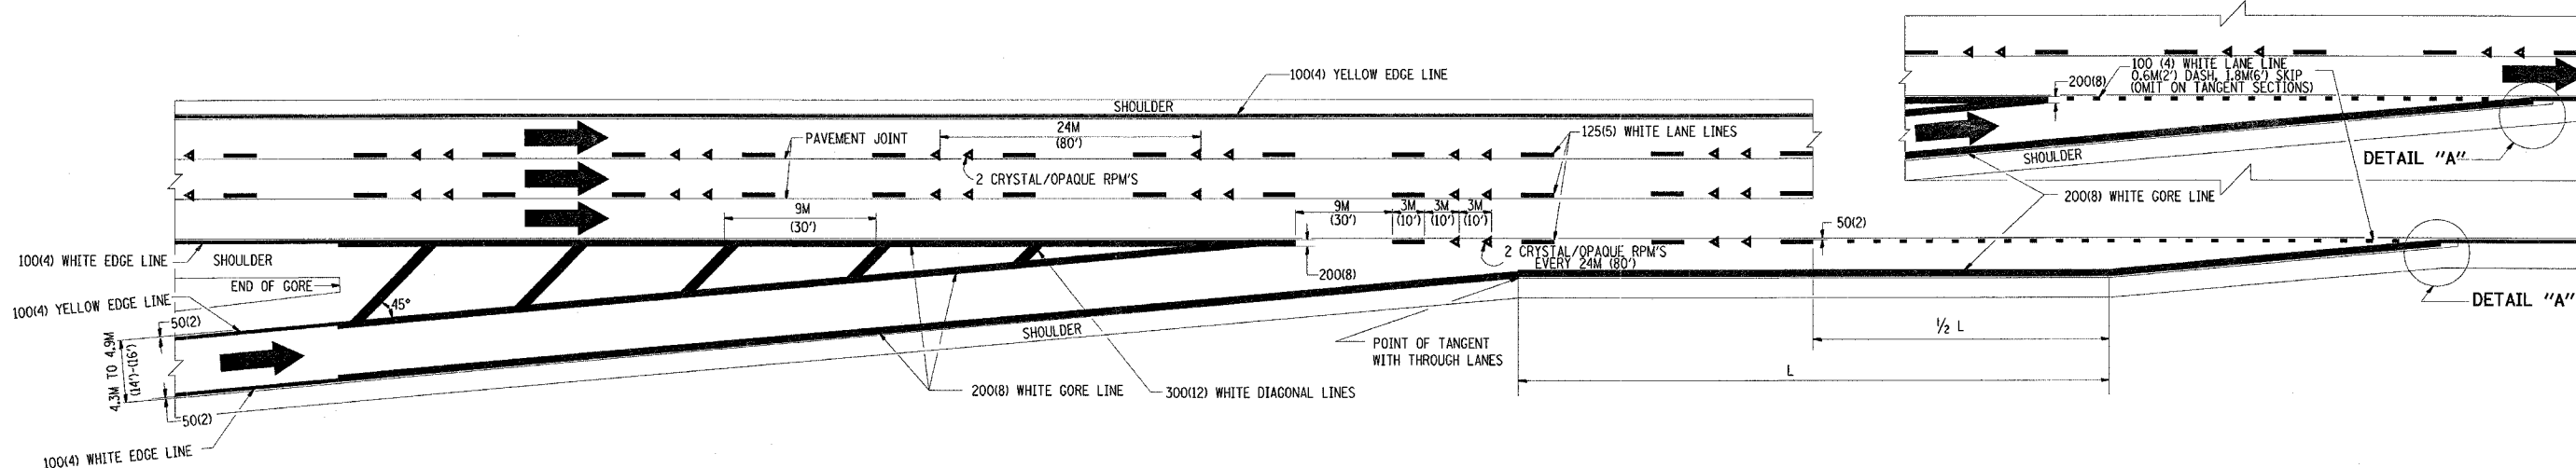 100(4) YELLOW EDGE LINE
SHOULDER
24M
(80')
PAVEMENT JOINT
125(5) WHITE LANE LINES
2 CRYSTAL/OPAQUE RPM'S
9M
(30')
9M
(30')
3M
(10')
3M
(10')
3M
(10')
100(4) WHITE EDGE LINE
SHOULDER
END OF GORE
100(4) YELLOW EDGE LINE
45°
50(2)
4.3M TO 4.9M
(14')-(16')
50(2)
100(4) WHITE EDGE LINE
200(8)
2 CRYSTAL/OPAQUE RPM'S
EVERY 24M (80')
SHOULDER
200(8) WHITE GORE LINE
300(12) WHITE DIAGONAL LINES
POINT OF TANGENT
WITH THROUGH LANES
50(2)
½ L
L
200(8)
100 (4) WHITE LANE LINE
0.6M(2') DASH, 1.8M(6') SKIP
(OMIT ON TANGENT SECTIONS)
SHOULDER
DETAIL "A"
200(8) WHITE GORE LINE
DETAIL "A"